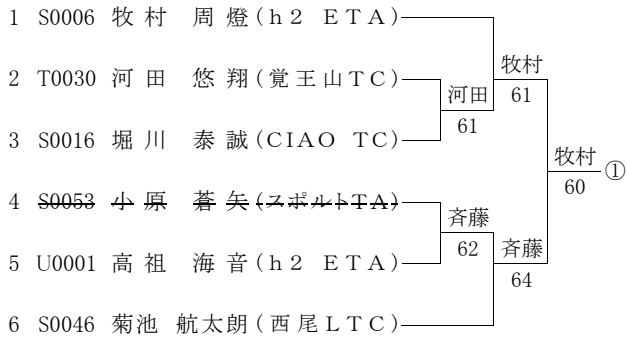 1 S0006 牧村 周燈(h2 ETA)
牧村
2 T0030 河田 悠翔(覚王山TC)
河田
61
61
3 S0016 堀川 泰誠(CIAO TC)
牧村
①
60
4 S0053 小原 蒼矢(スポルトTA)
斉藤
62
斉藤
5 U0001 高祖 海音(h2 ETA)
64
6 S0046 菊池 航太朗(西尾LTC)